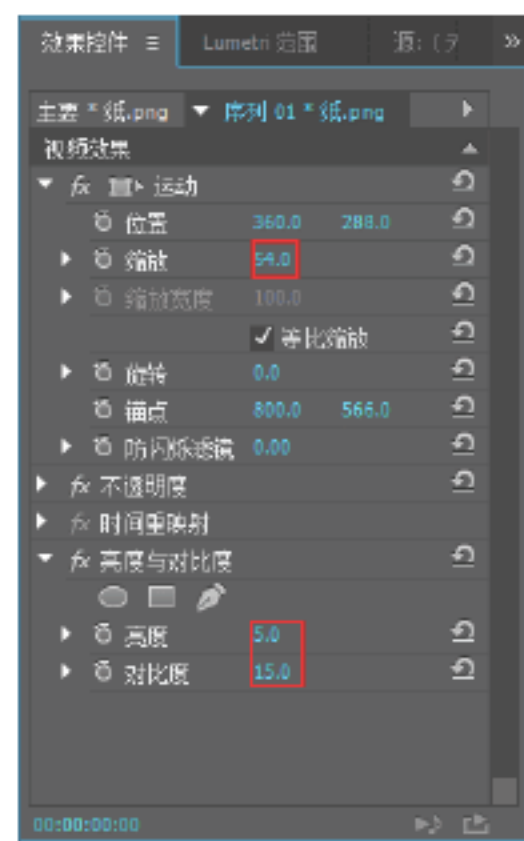 效果控件 ≡ Lumetri 范围 源: (无 »
主要 * 纸.png 序列 01 * 纸.png
视频效果
fx 运动
位置 360.0 288.0
缩放 54.0
缩放宽度 100.0
✓ 等比缩放
旋转 0.0
锚点 800.0 566.0
防闪烁滤镜 0.00
fx 不透明度
fx 时间重映射
fx 亮度与对比度
亮度 5.0
对比度 15.0
00:00:00:00